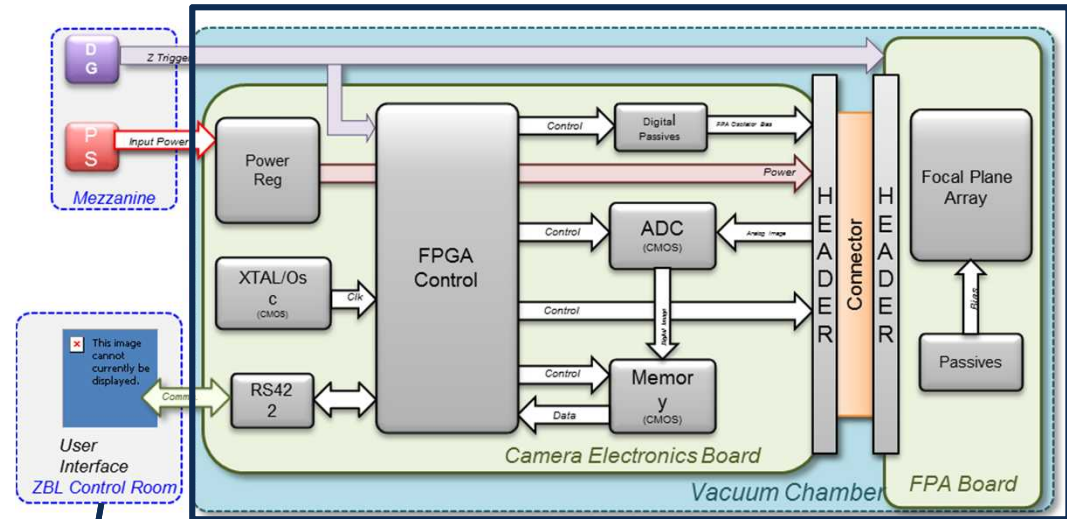 D
G
Z Trigger
P
S
Input Power
Mezzanine
Power
Reg
XTAL/Os
c
(CMOS)
Clk
RS42
2
Comm.
This image
cannot
currently be
displayed.
User
Interface
ZBL Control Room
FPGA
Control
Control
Digital
Passives
FPA Oscillator Bias
Power
Control
ADC
(CMOS)
Analog Image
Digital Image
Control
Control
Memor
y
(CMOS)
Data
Camera Electronics Board
H
E
A
D
E
R
Connector
H
E
A
D
E
R
Focal Plane
Array
Bias
Passives
FPA Board
Vacuum Chamber